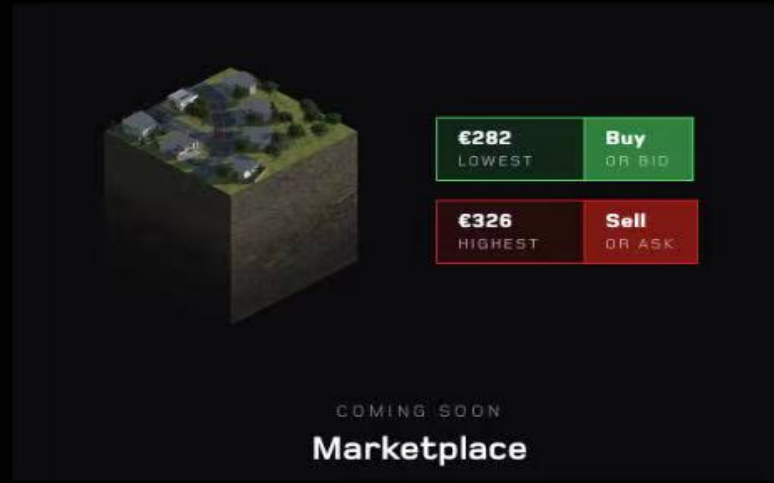 €282
LOWEST
Buy
OR BID
€326
HIGHEST
Sell
OR ASK
COMING SOON
Marketplace